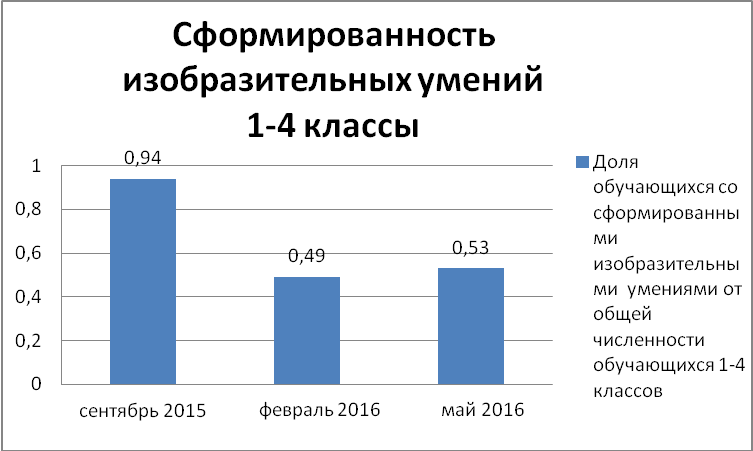 Сформированность
изобразительных умений
1-4 классы
1
0,8
0,6
0,4
0,2
0
0,94
0,49
0,53
сентябрь 2015
февраль 2016
май 2016
Доля
обучающихся со
сформированны
ми
изобразительны
ми умениями от
общей
численности
обучающихся 1-4
классов